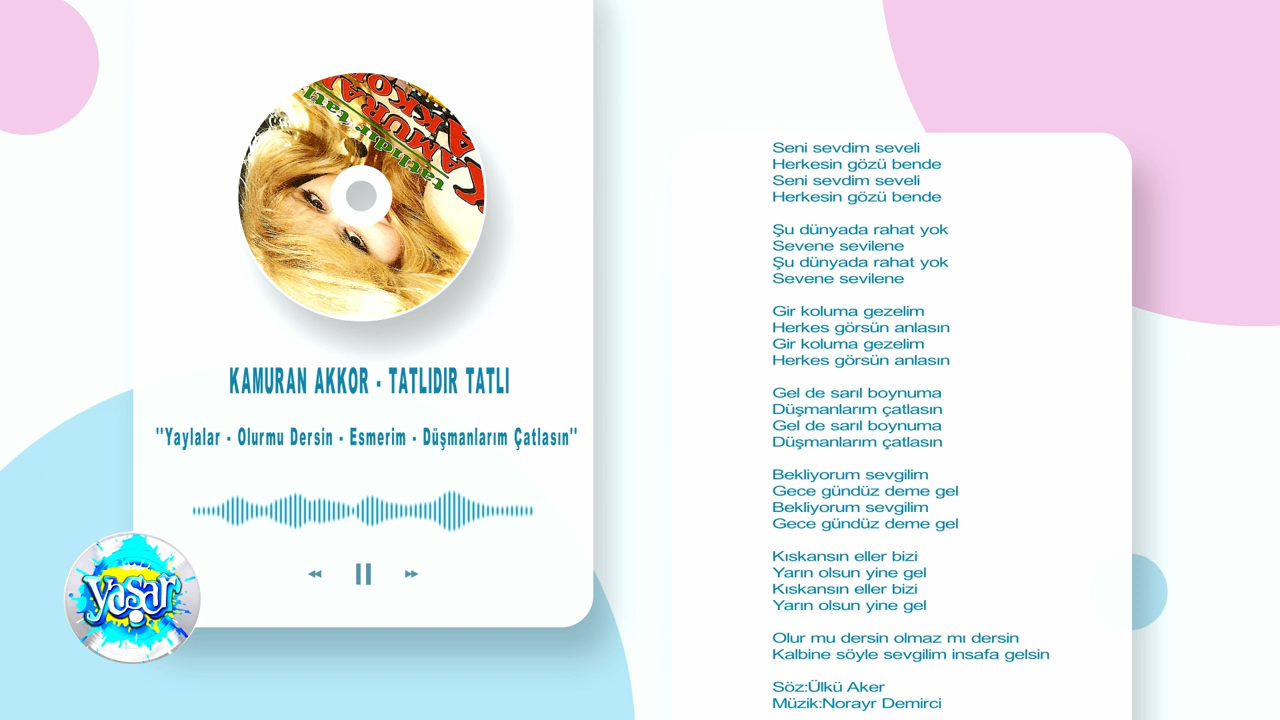 KAMURAN
AKKOR
tatlıdır tatlı
KAMURAN AKKOR - TATLIDIR TATLI
"Yaylalar - Olurmu Dersin - Esmerim - Düşmanlarım Çatlasın"
yaşar
Seni sevdim seveli
Herkesin gözü bende
Seni sevdim seveli
Herkesin gözü bende
Şu dünyada rahat yok
Sevene sevilene
Şu dünyada rahat yok
Sevene sevilene
Gir koluma gezelim
Herkes görsün anlasın
Gir koluma gezelim
Herkes görsün anlasın
Gel de sarıl boynuma
Düşmanlarım çatlasın
Gel de sarıl boynuma
Düşmanlarım çatlasın
Bekliyorum sevgilim
Gece gündüz deme gel
Bekliyorum sevgilim
Gece gündüz deme gel
Kıskansın eller bizi
Yarın olsun yine gel
Kıskansın eller bizi
Yarın olsun yine gel
Olur mu dersin olmaz mı dersin
Kalbine söyle sevgilim insafa gelsin
Söz:Ülkü Aker
Müzik:Norayr Demirci